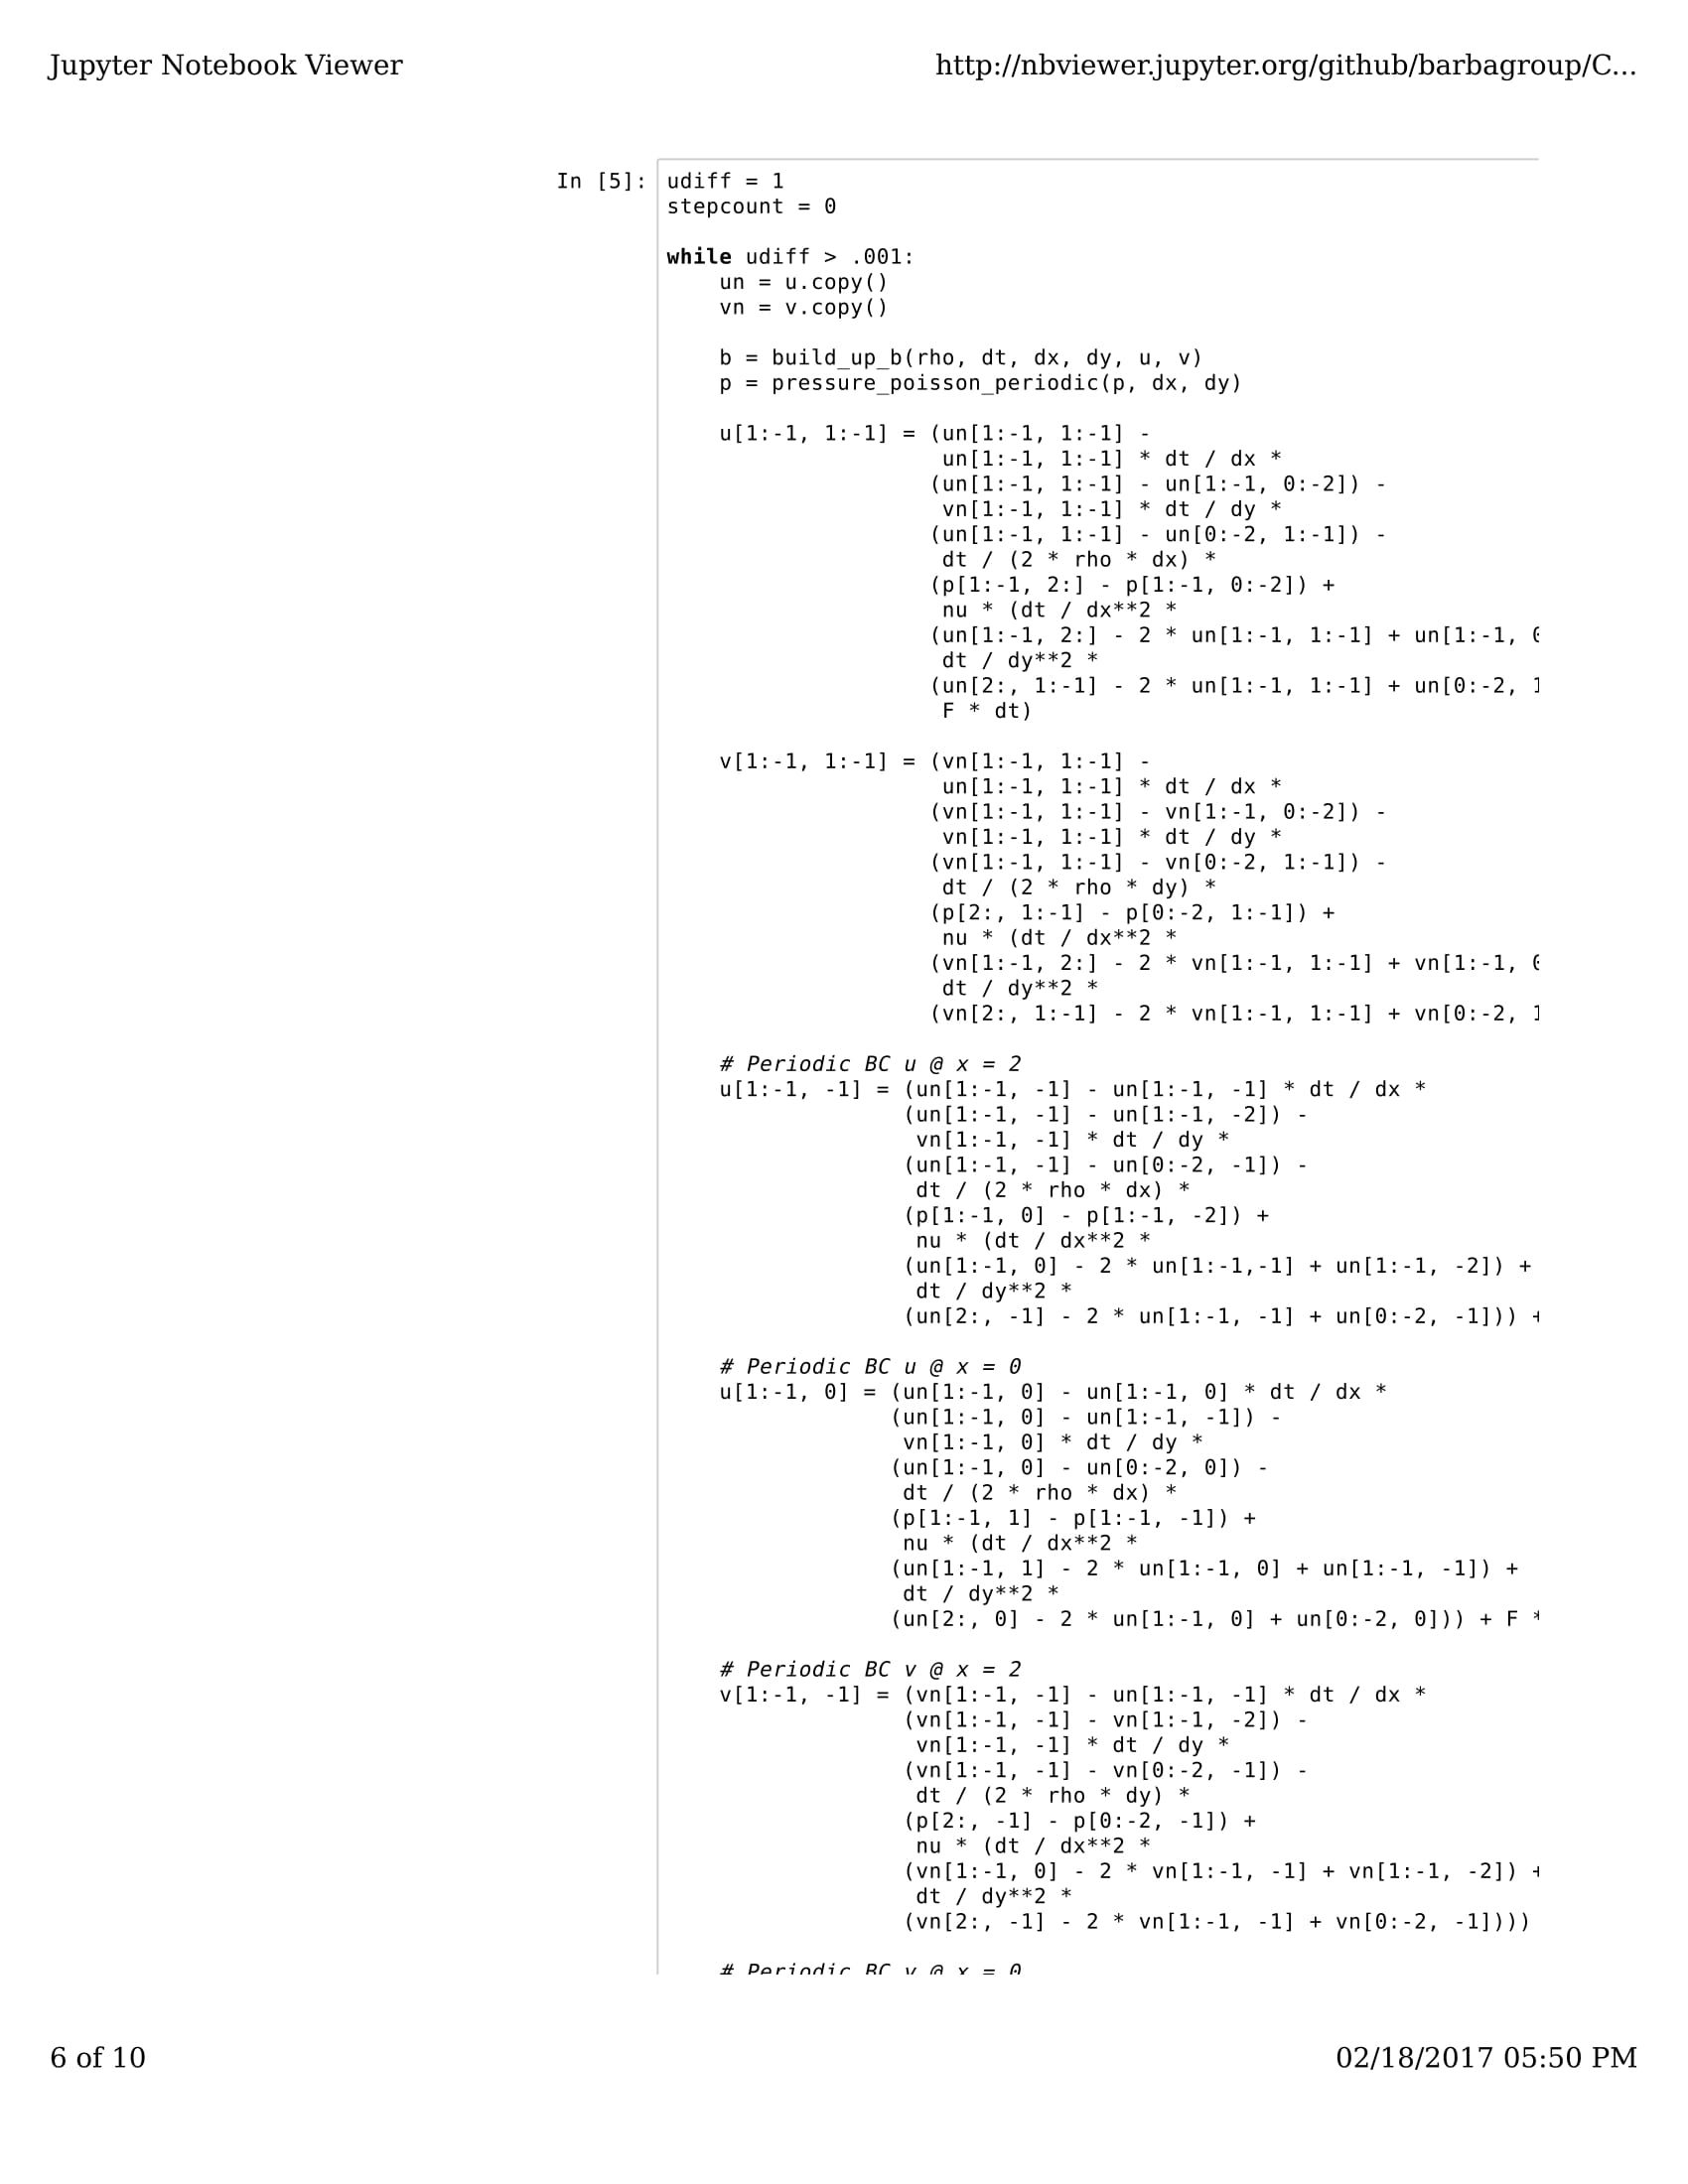 Jupyter Notebook Viewer http://nbviewer.jupyter.org/github/barbagroup/C...
In [5]: udiff = 1
stepcount = 0
while udiff > .001:
    un = u.copy()
    vn = v.copy()
    b = build_up_b(rho, dt, dx, dy, u, v)
    p = pressure_poisson_periodic(p, dx, dy)
    u[1:-1, 1:-1] = (un[1:-1, 1:-1] -
                     un[1:-1, 1:-1] * dt / dx *
                    (un[1:-1, 1:-1] - un[1:-1, 0:-2]) -
                     vn[1:-1, 1:-1] * dt / dy *
                    (un[1:-1, 1:-1] - un[0:-2, 1:-1]) -
                     dt / (2 * rho * dx) *
                    (p[1:-1, 2:] - p[1:-1, 0:-2]) +
                     nu * (dt / dx**2 *
                    (un[1:-1, 2:] - 2 * un[1:-1, 1:-1] + un[1:-1, 0
                     dt / dy**2 *
                    (un[2:, 1:-1] - 2 * un[1:-1, 1:-1] + un[0:-2, 1
                     F * dt)
    v[1:-1, 1:-1] = (vn[1:-1, 1:-1] -
                     un[1:-1, 1:-1] * dt / dx *
                    (vn[1:-1, 1:-1] - vn[1:-1, 0:-2]) -
                     vn[1:-1, 1:-1] * dt / dy *
                    (vn[1:-1, 1:-1] - vn[0:-2, 1:-1]) -
                     dt / (2 * rho * dy) *
                    (p[2:, 1:-1] - p[0:-2, 1:-1]) +
                     nu * (dt / dx**2 *
                    (vn[1:-1, 2:] - 2 * vn[1:-1, 1:-1] + vn[1:-1, 0
                     dt / dy**2 *
                    (vn[2:, 1:-1] - 2 * vn[1:-1, 1:-1] + vn[0:-2, 1
    # Periodic BC u @ x = 2
    u[1:-1, -1] = (un[1:-1, -1] - un[1:-1, -1] * dt / dx *
                  (un[1:-1, -1] - un[1:-1, -2]) -
                   vn[1:-1, -1] * dt / dy *
                  (un[1:-1, -1] - un[0:-2, -1]) -
                   dt / (2 * rho * dx) *
                  (p[1:-1, 0] - p[1:-1, -2]) +
                   nu * (dt / dx**2 *
                  (un[1:-1, 0] - 2 * un[1:-1,-1] + un[1:-1, -2]) +
                   dt / dy**2 *
                  (un[2:, -1] - 2 * un[1:-1, -1] + un[0:-2, -1])) +
    # Periodic BC u @ x = 0
    u[1:-1, 0] = (un[1:-1, 0] - un[1:-1, 0] * dt / dx *
                 (un[1:-1, 0] - un[1:-1, -1]) -
                  vn[1:-1, 0] * dt / dy *
                 (un[1:-1, 0] - un[0:-2, 0]) -
                  dt / (2 * rho * dx) *
                 (p[1:-1, 1] - p[1:-1, -1]) +
                  nu * (dt / dx**2 *
                 (un[1:-1, 1] - 2 * un[1:-1, 0] + un[1:-1, -1]) +
                  dt / dy**2 *
                 (un[2:, 0] - 2 * un[1:-1, 0] + un[0:-2, 0])) + F *
    # Periodic BC v @ x = 2
    v[1:-1, -1] = (vn[1:-1, -1] - un[1:-1, -1] * dt / dx *
                  (vn[1:-1, -1] - vn[1:-1, -2]) -
                   vn[1:-1, -1] * dt / dy *
                  (vn[1:-1, -1] - vn[0:-2, -1]) -
                   dt / (2 * rho * dy) *
                  (p[2:, -1] - p[0:-2, -1]) +
                   nu * (dt / dx**2 *
                  (vn[1:-1, 0] - 2 * vn[1:-1, -1] + vn[1:-1, -2]) +
                   dt / dy**2 *
                  (vn[2:, -1] - 2 * vn[1:-1, -1] + vn[0:-2, -1])))
    # Periodic BC v @ x = 0
6 of 10 02/18/2017 05:50 PM